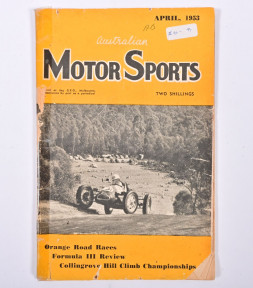 APRIL, 1953
Australian
MOTOR SPORTS
TWO SHILLINGS
Orange Road Races
Formula III Review
Collingrove Hill Climb Championships